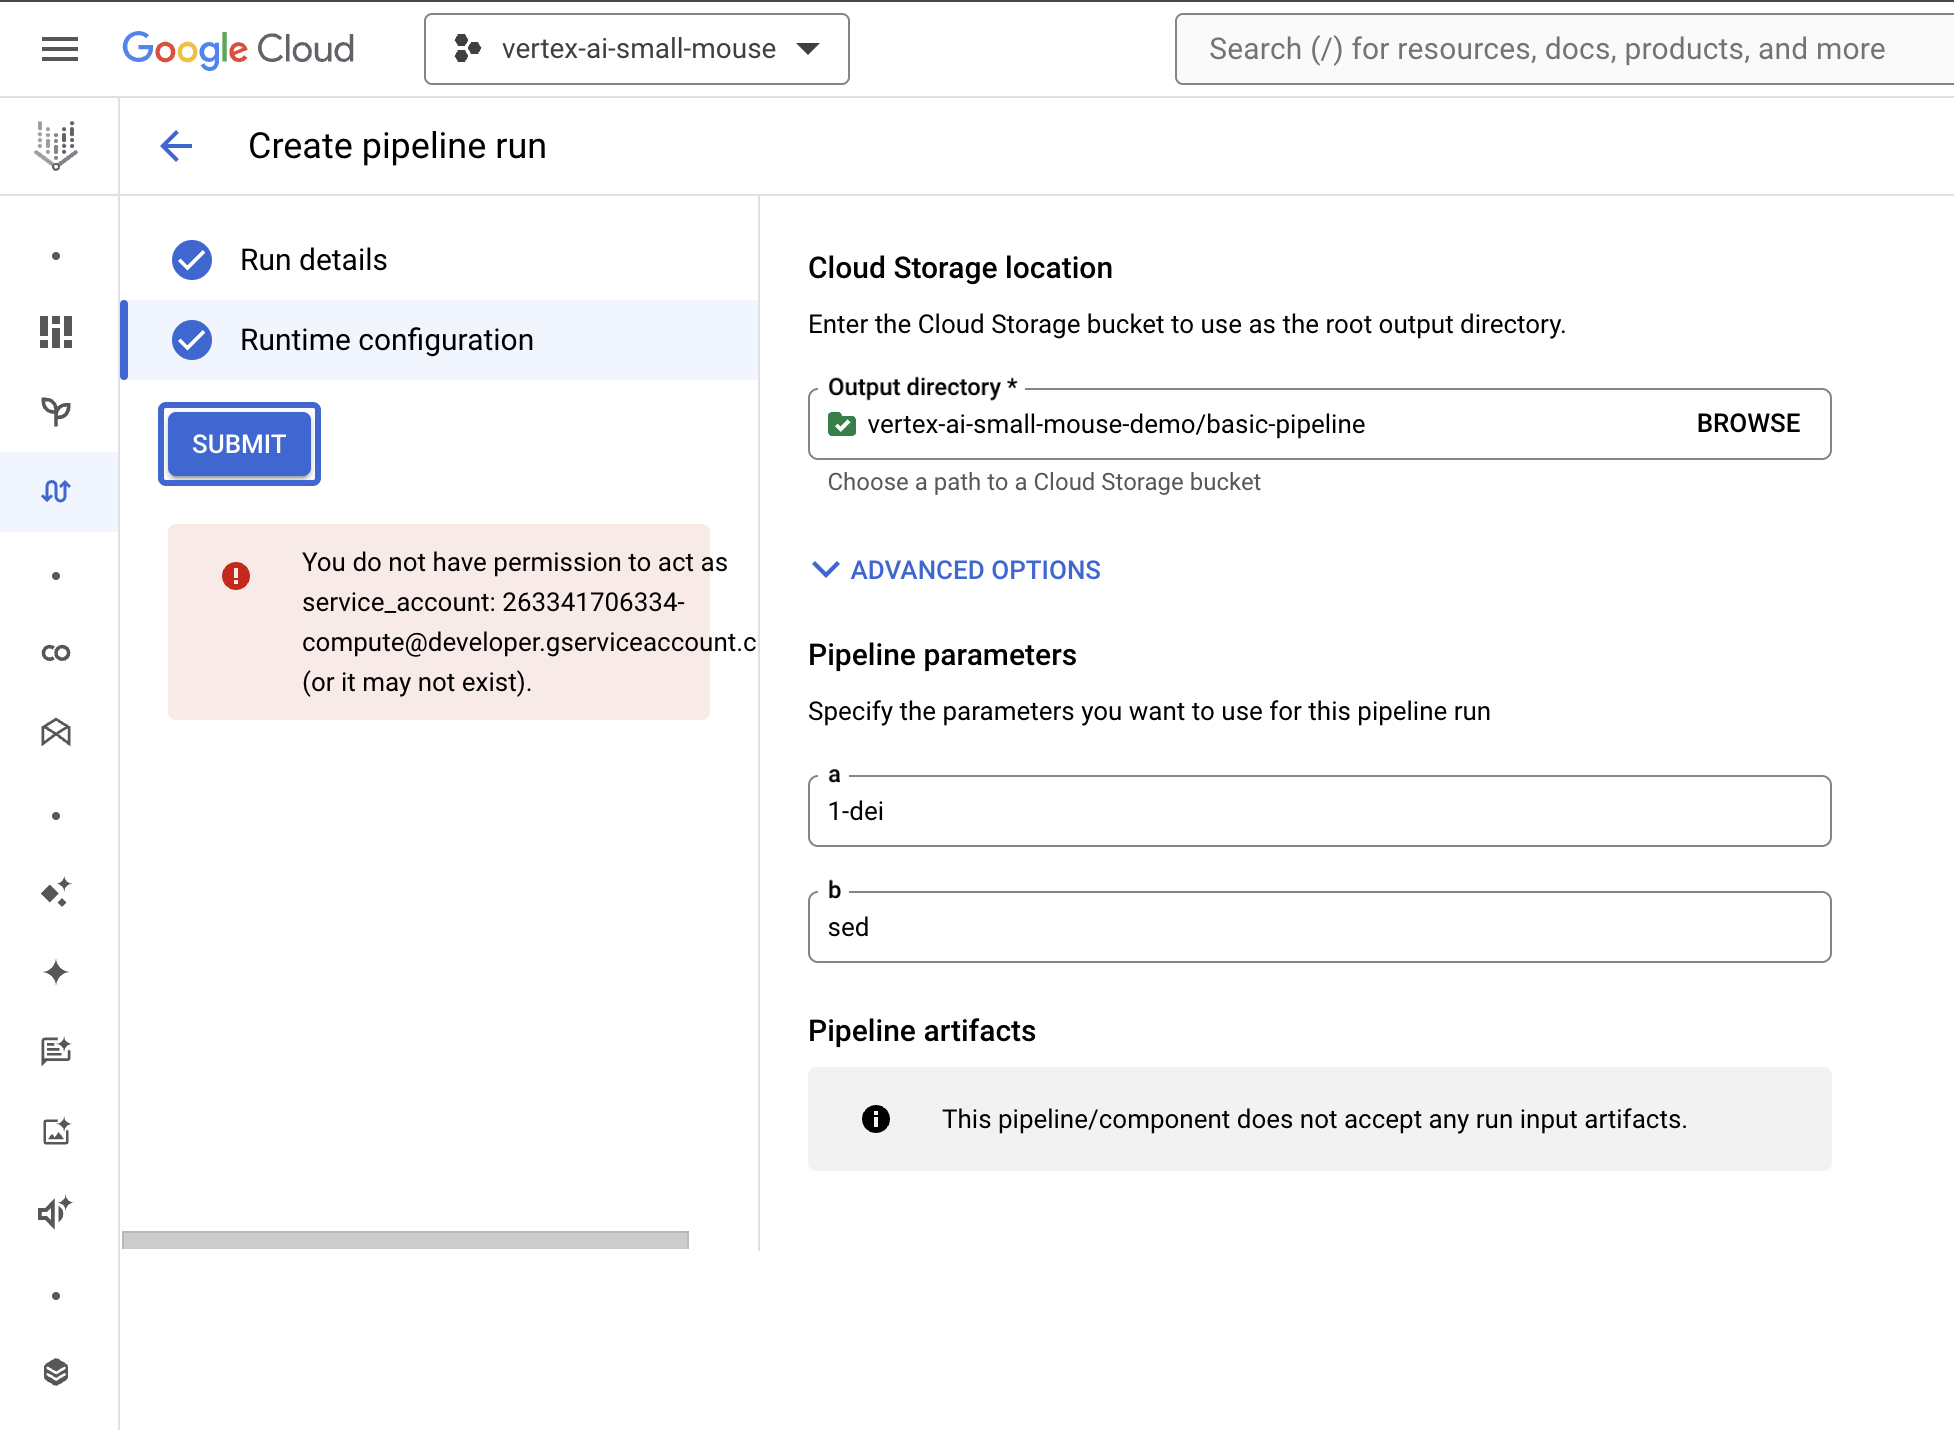 Google Cloud
vertex-ai-small-mouse
Search (/) for resources, docs, products, and more
Create pipeline run
Run details
Runtime configuration
SUBMIT
You do not have permission to act as
service_account: 263341706334-
compute@developer.gserviceaccount.c
(or it may not exist).
Cloud Storage location
Enter the Cloud Storage bucket to use as the root output directory.
Output directory *
vertex-ai-small-mouse-demo/basic-pipeline
BROWSE
Choose a path to a Cloud Storage bucket
ADVANCED OPTIONS
Pipeline parameters
Specify the parameters you want to use for this pipeline run
a
1-dei
b
sed
Pipeline artifacts
This pipeline/component does not accept any run input artifacts.